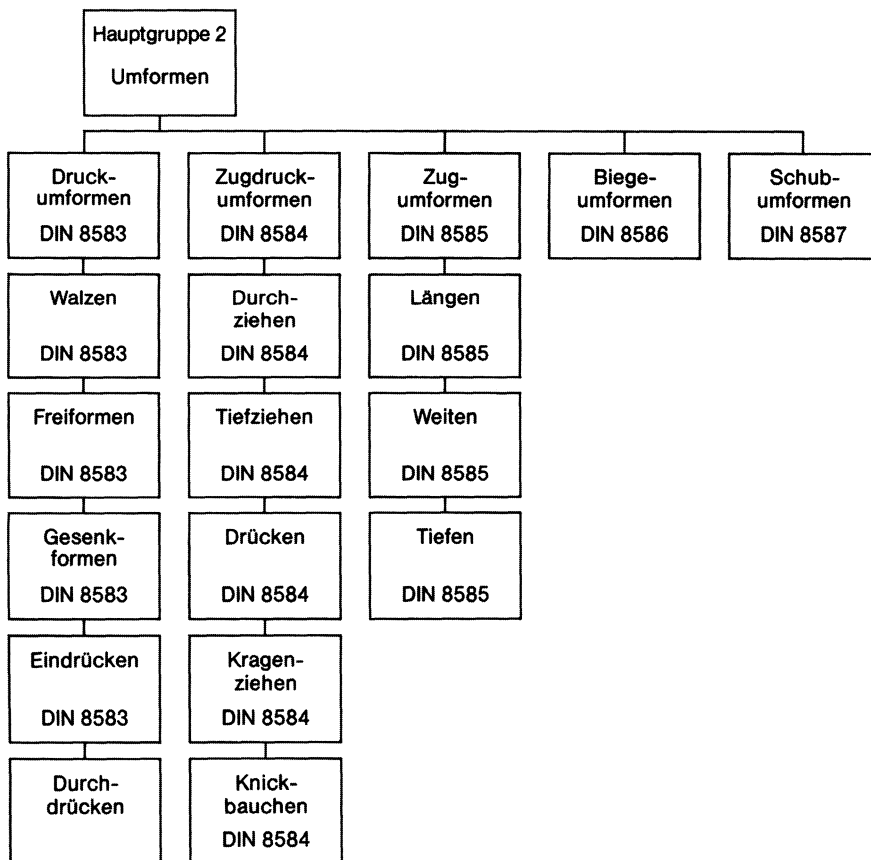 Hauptgruppe 2
Umformen
Druck-
umformen
DIN 8583
Zugdruck-
umformen
DIN 8584
Zug-
umformen
DIN 8585
Biege-
umformen
DIN 8586
Schub-
umformen
DIN 8587
Walzen
DIN 8583
Durch-
ziehen
DIN 8584
Längen
DIN 8585
Freiformen
DIN 8583
Tiefziehen
DIN 8584
Weiten
DIN 8585
Gesenk-
formen
DIN 8583
Drücken
DIN 8584
Tiefen
DIN 8585
Eindrücken
DIN 8583
Kragen-
ziehen
DIN 8584
Durch-
drücken
Knick-
bauchen
DIN 8584